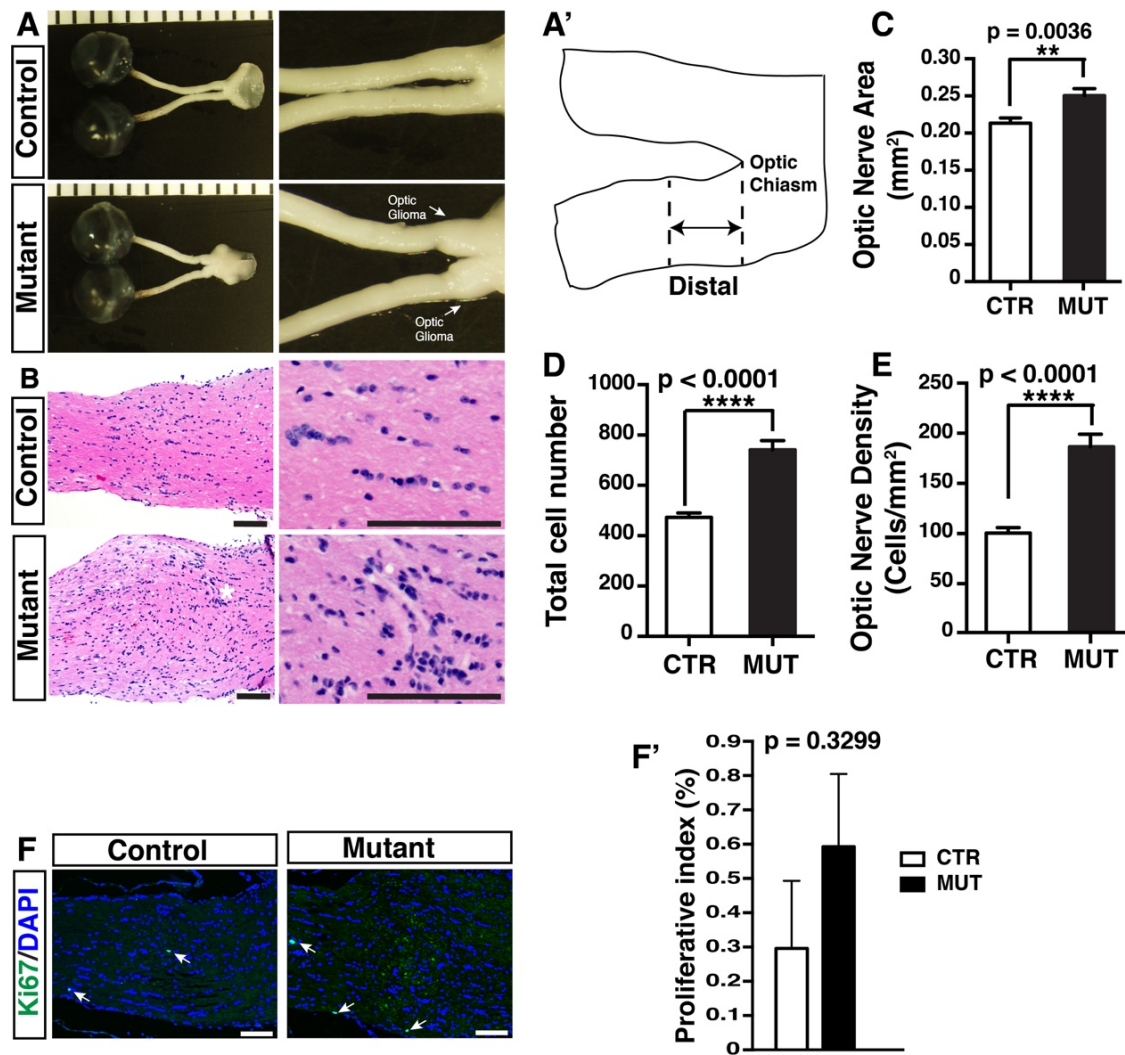 A
Control
Mutant
Optic
Glioma
Optic
Glioma
A'
Optic
Chiasm
Distal
C
p = 0.0036
**
Optic Nerve Area
(mm²)
0.30
0.25
0.20
0.15
0.10
0.05
0
CTR MUT
B
Control
Mutant
*
D
p < 0.0001
****
Total cell number
1000
800
600
400
200
0
CTR MUT
E
p < 0.0001
****
Optic Nerve Density
(Cells/mm²)
250
200
150
100
50
0
CTR MUT
F
Control
Mutant
Ki67/DAPI
F'
p = 0.3299
Proliferative index (%)
0.9
0.8
0.7
0.6
0.5
0.4
0.3
0.2
0.1
0
CTR
MUT